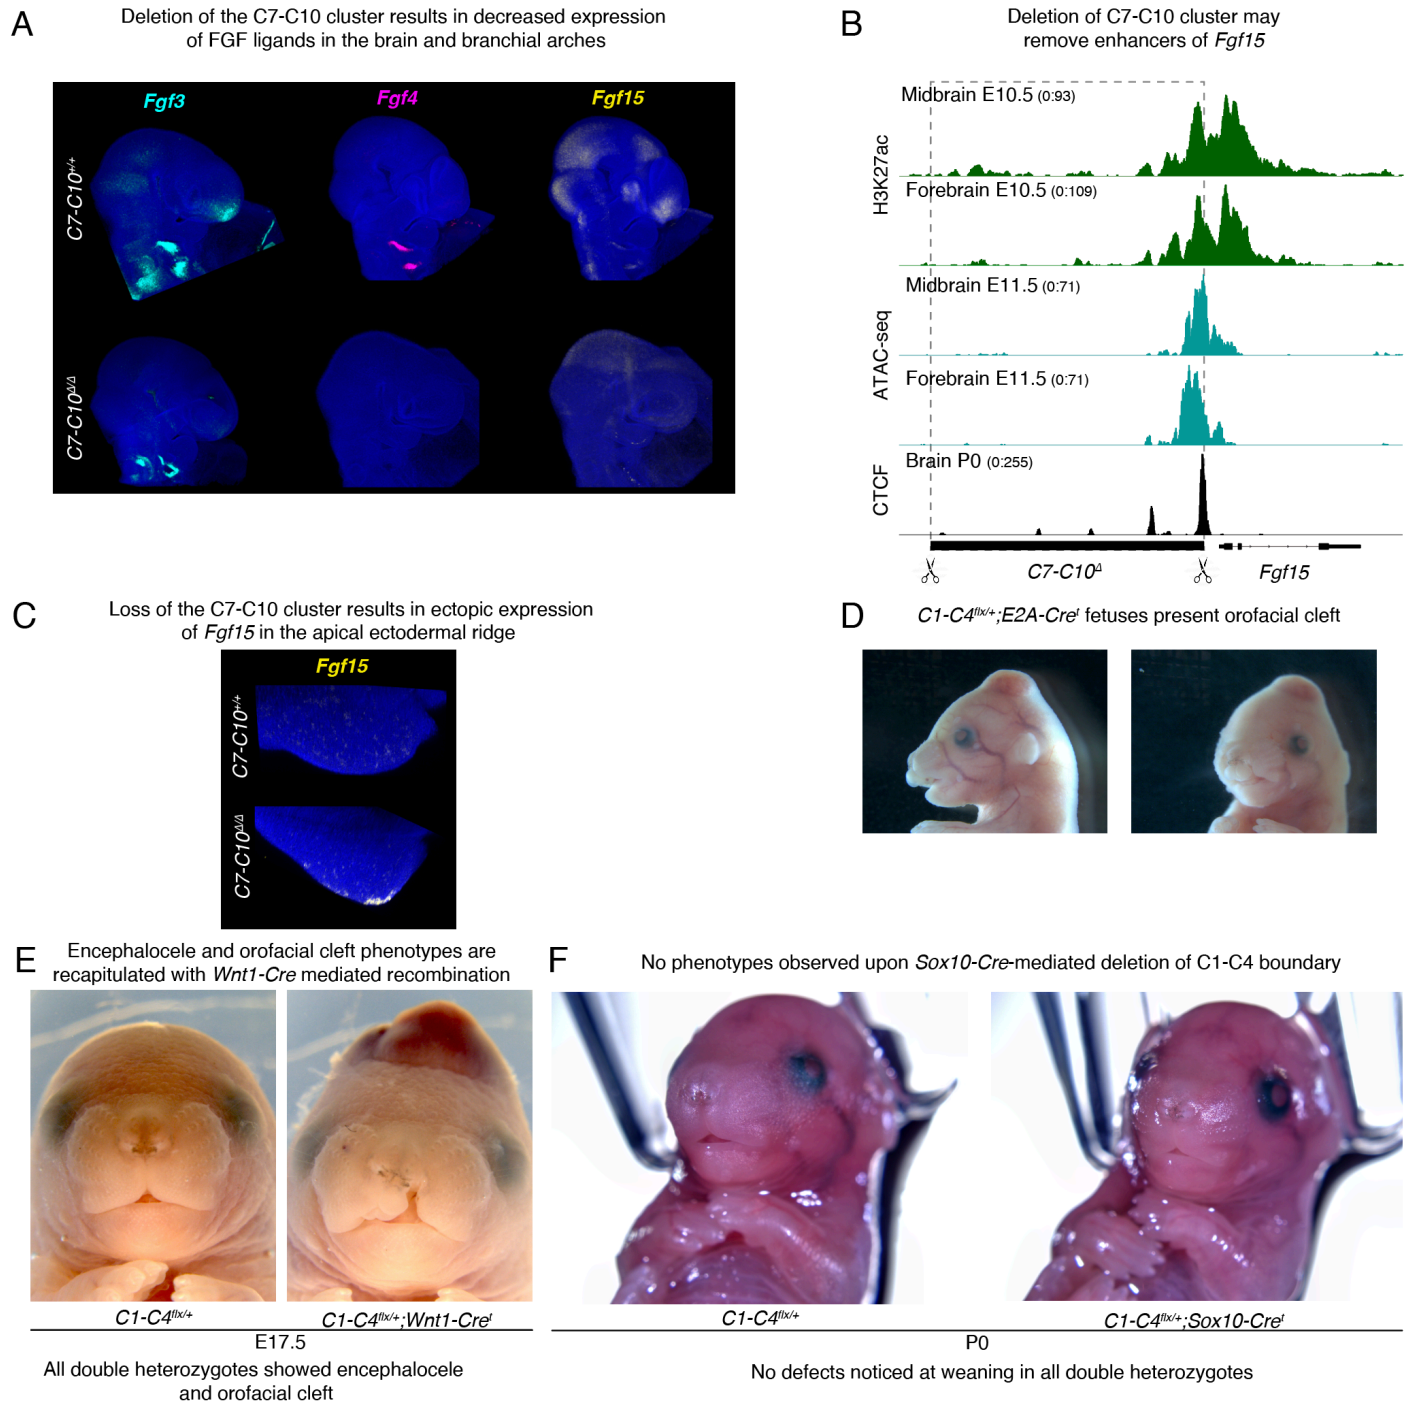 A
Deletion of the C7-C10 cluster results in decreased expression
of FGF ligands in the brain and branchial arches
Fgf3
Fgf4
Fgf15
C7-C10+/+
C7-C10Δ/Δ
B
Deletion of C7-C10 cluster may
remove enhancers of Fgf15
H3K27ac
Midbrain E10.5 (0:93)
Forebrain E10.5 (0:109)
ATAC-seq
Midbrain E11.5 (0:71)
Forebrain E11.5 (0:71)
CTCF
Brain P0 (0:255)
C7-C10Δ
Fgf15
C
Loss of the C7-C10 cluster results in ectopic expression
of Fgf15 in the apical ectodermal ridge
Fgf15
C7-C10+/+
C7-C10Δ/Δ
D
C1-C4flx/+;E2A-Cret fetuses present orofacial cleft
E
Encephalocele and orofacial cleft phenotypes are
recapitulated with Wnt1-Cre mediated recombination
C1-C4flx/+
C1-C4flx/+;Wnt1-Cret
E17.5
All double heterozygotes showed encephalocele
and orofacial cleft
F
No phenotypes observed upon Sox10-Cre-mediated deletion of C1-C4 boundary
C1-C4flx/+
C1-C4flx/+;Sox10-Cret
P0
No defects noticed at weaning in all double heterozygotes